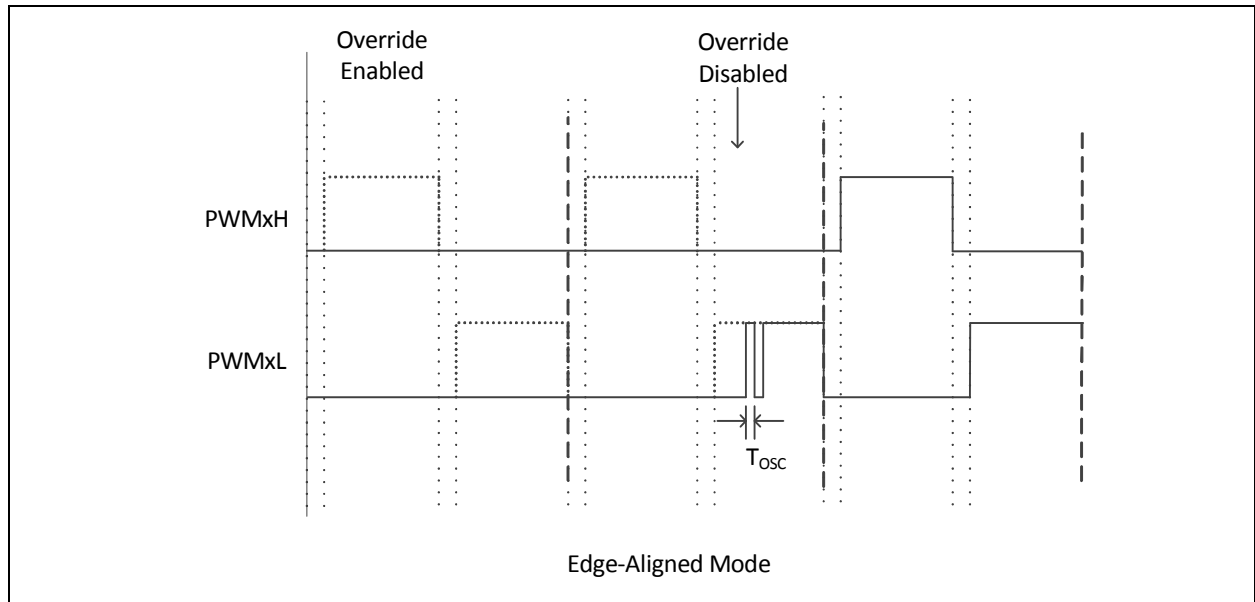 Override
Enabled
Override
Disabled
PWMxH
PWMxL
TOSC
Edge-Aligned Mode